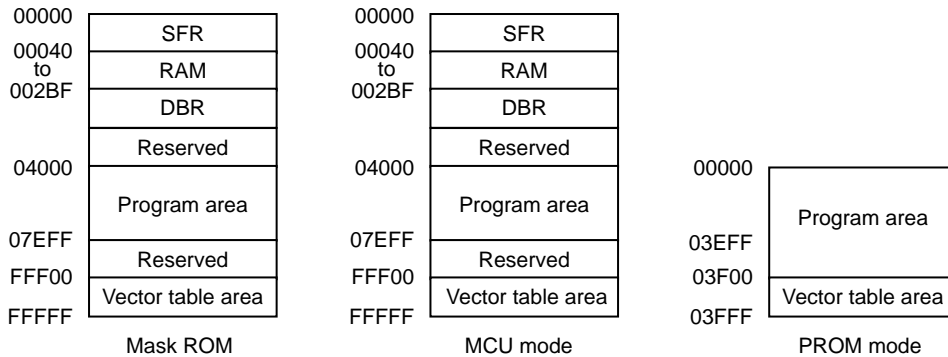 00000
SFR
00040
to
002BF
RAM
DBR
Reserved
04000
Program area
07EFF
Reserved
FFF00
Vector table area
FFFFF
Mask ROM
00000
SFR
00040
to
002BF
RAM
DBR
Reserved
04000
Program area
07EFF
Reserved
FFF00
Vector table area
FFFFF
MCU mode
00000
Program area
03EFF
03F00
Vector table area
03FFF
PROM mode